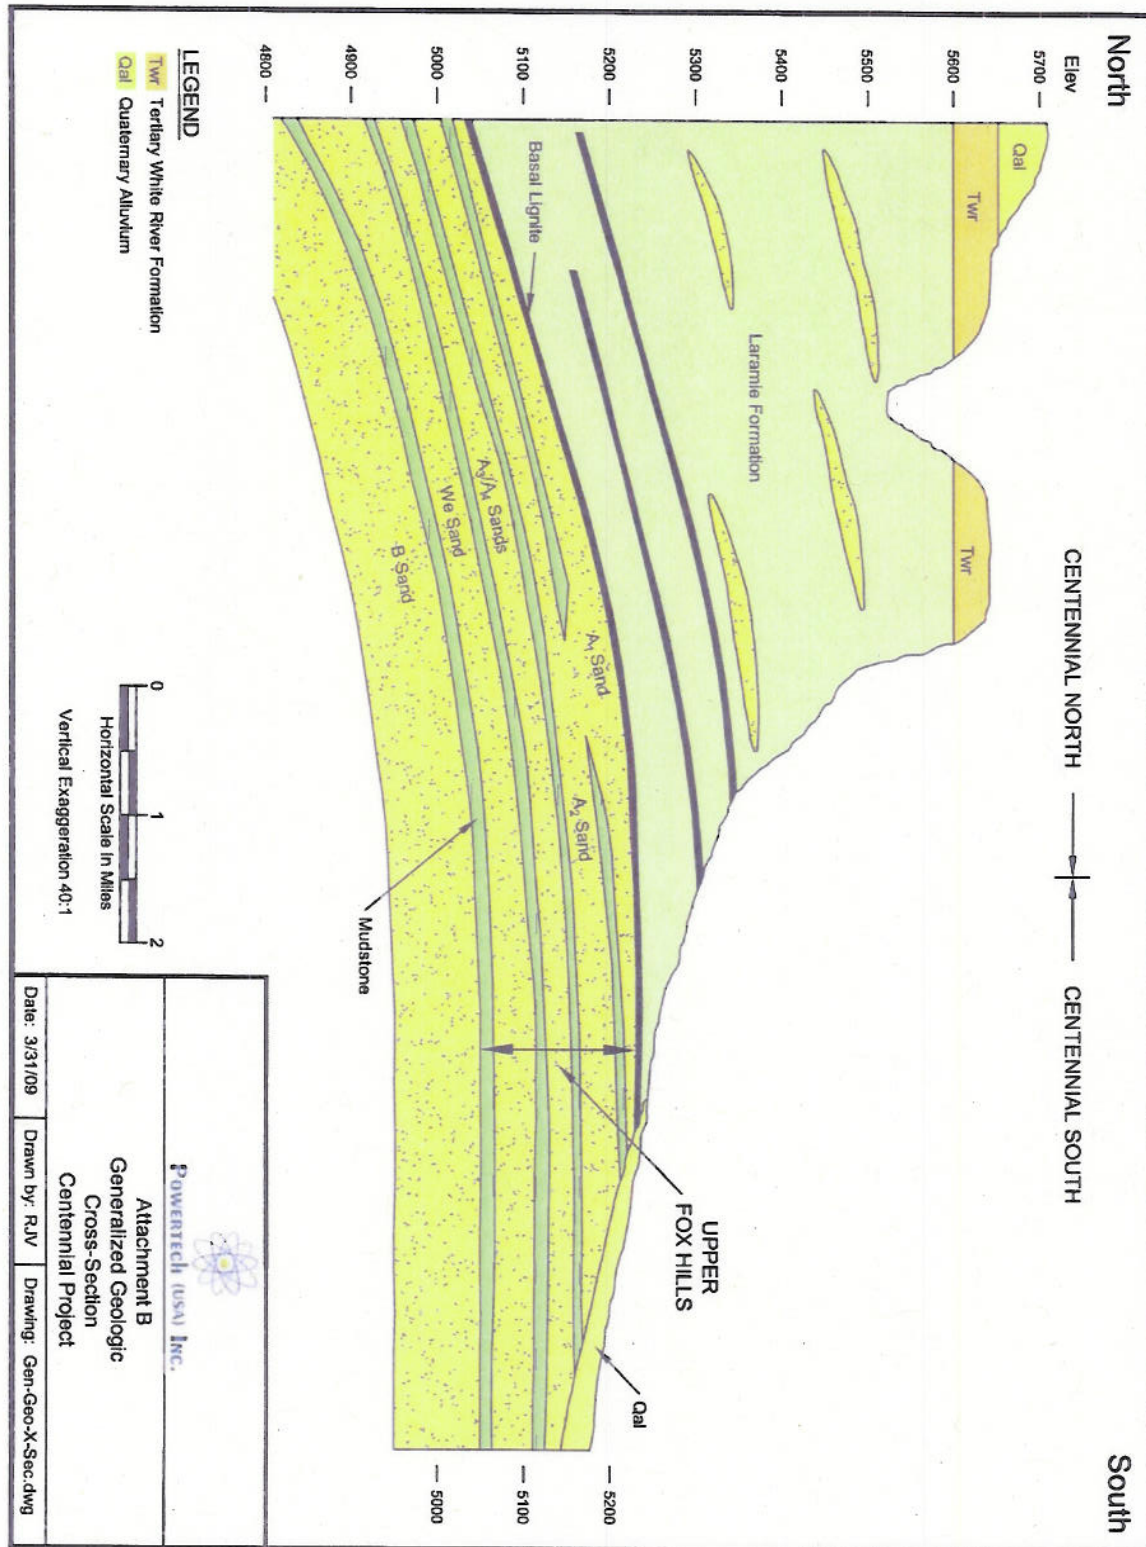 North
South
CENTENNIAL NORTH
CENTENNIAL SOUTH
Elev
5700
5600
5500
5400
5300
5200
5100
5000
4900
4800
5200
5100
5000
Qal
Twr
Twr
Laramie Formation
Basal Lignite
A₁ Sand
A₂ Sand
A₃/A₄ Sands
We Sand
B Sand
UPPER
FOX HILLS
Qal
Mudstone
LEGEND
Twr Tertiary White River Formation
Qal Quaternary Alluvium
0 1 2
Horizontal Scale in Miles
Vertical Exaggeration 40:1
POWERTECH (USA) INC.
Attachment B
Generalized Geologic
Cross-Section
Centennial Project
Date: 3/31/09 Drawn by: RJV Drawing: Gen-Geo-X-Sec.dwg